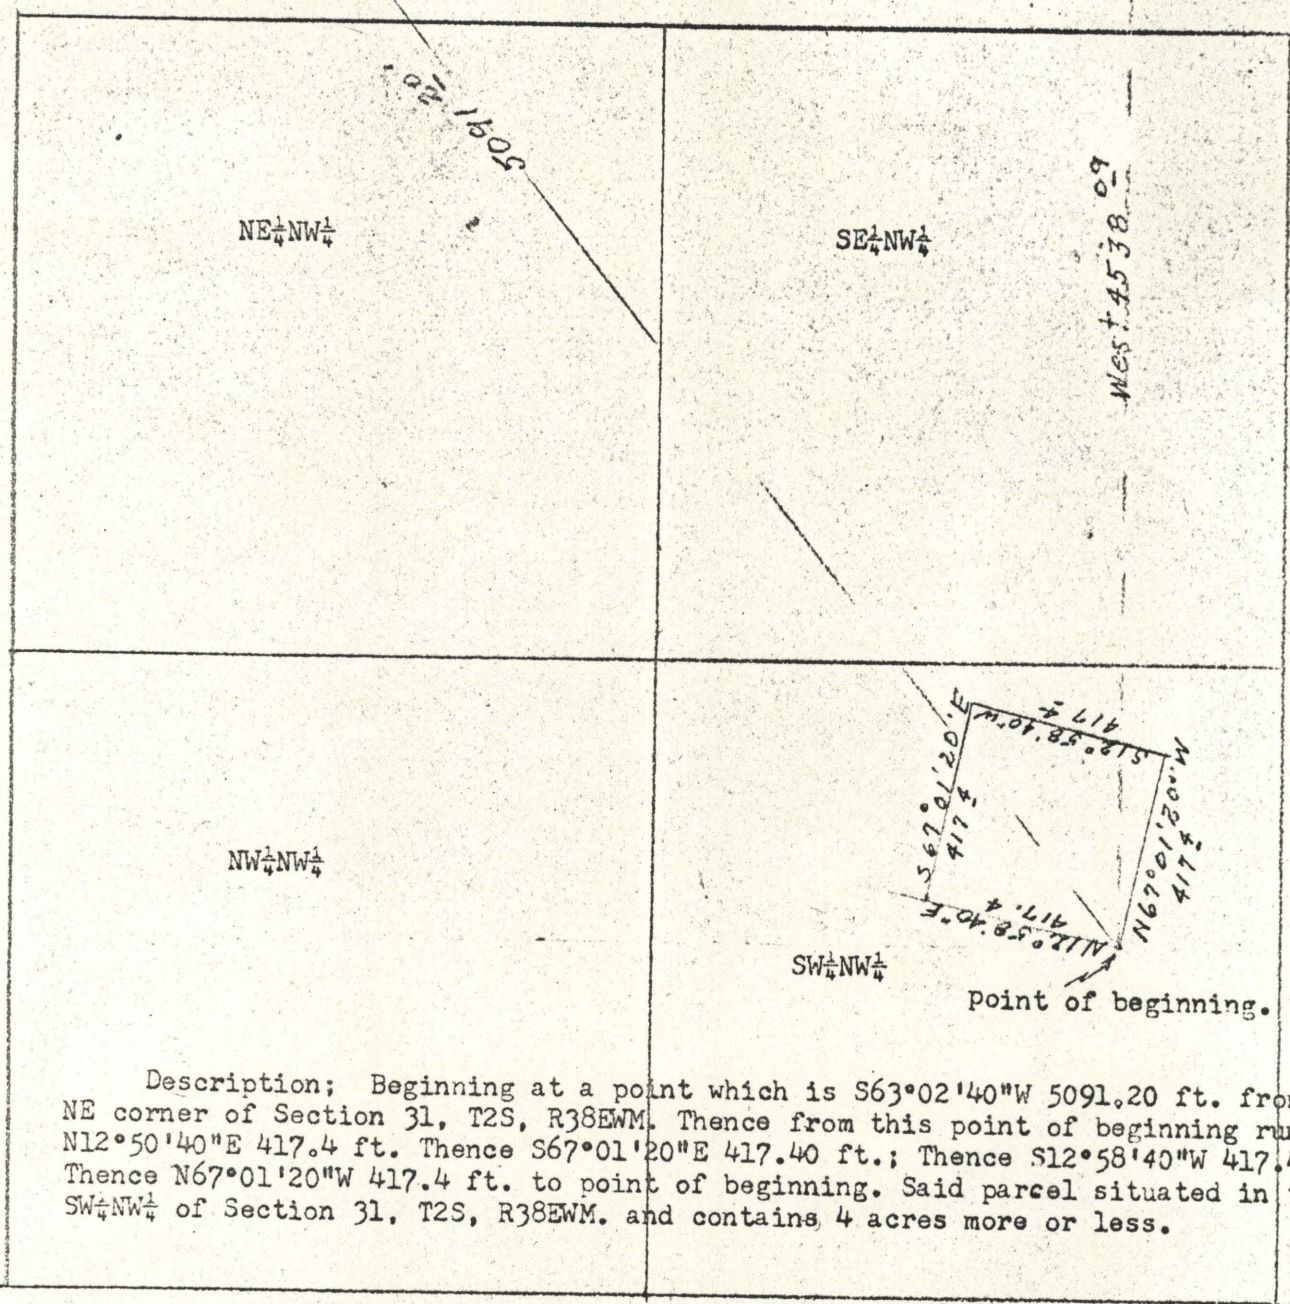 5091 20
NE¼NW¼
SE¼NW¼
West 4538 09
NW¼NW¼
SW¼NW¼
S12°58'40"W
417 4
S67°01'20"E
417 4
N67°01'20"W
417 4
N12°58'40"E
417.4
point of beginning.
Description; Beginning at a point which is S63°02'40"W 5091.20 ft. from
NE corner of Section 31, T2S, R38EWM. Thence from this point of beginning run
N12°50'40"E 417.4 ft. Thence S67°01'20"E 417.40 ft.; Thence S12°58'40"W 417.4
Thence N67°01'20"W 417.4 ft. to point of beginning. Said parcel situated in
SW¼NW¼ of Section 31, T2S, R38EWM. and contains 4 acres more or less.